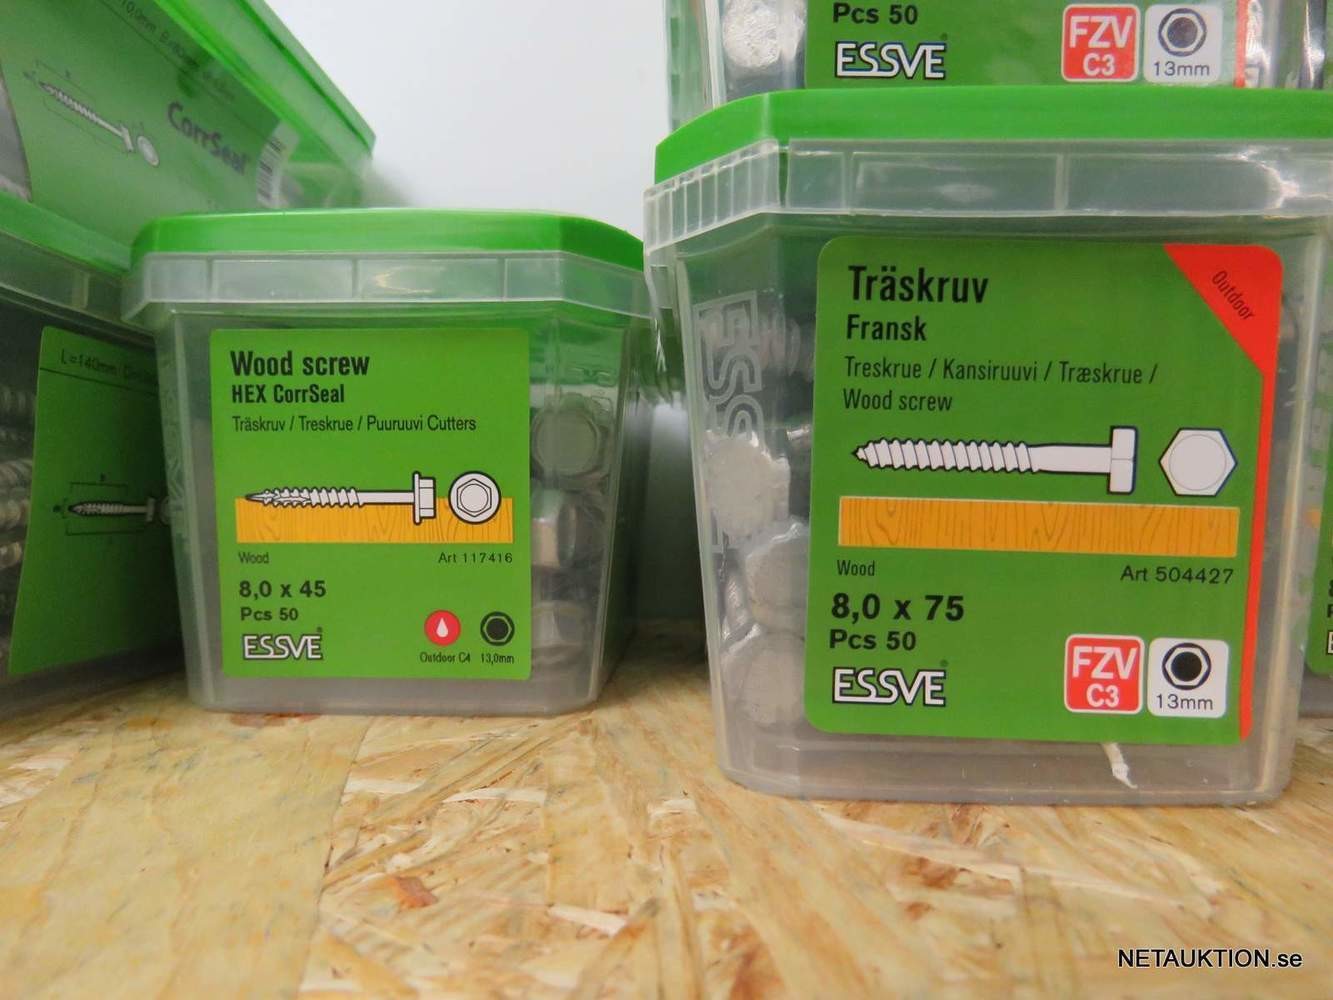 CorrSeal
L=140mm
Wood screw
HEX CorrSeal
Träskruv / Treskrue / Puuruuvi Cutters
Wood
Art 117416
8,0 x 45
Pcs 50
ESSVE
Outdoor C4
13,0mm
Pcs 50
ESSVE
FZV
C3
13mm
ESSVE
Träskruv
Fransk
Treskrue / Kansiruuvi / Træskrue /
Wood screw
Outdoor
Wood
Art 504427
8,0 x 75
Pcs 50
ESSVE
FZV
C3
13mm
NETAUKTION.se